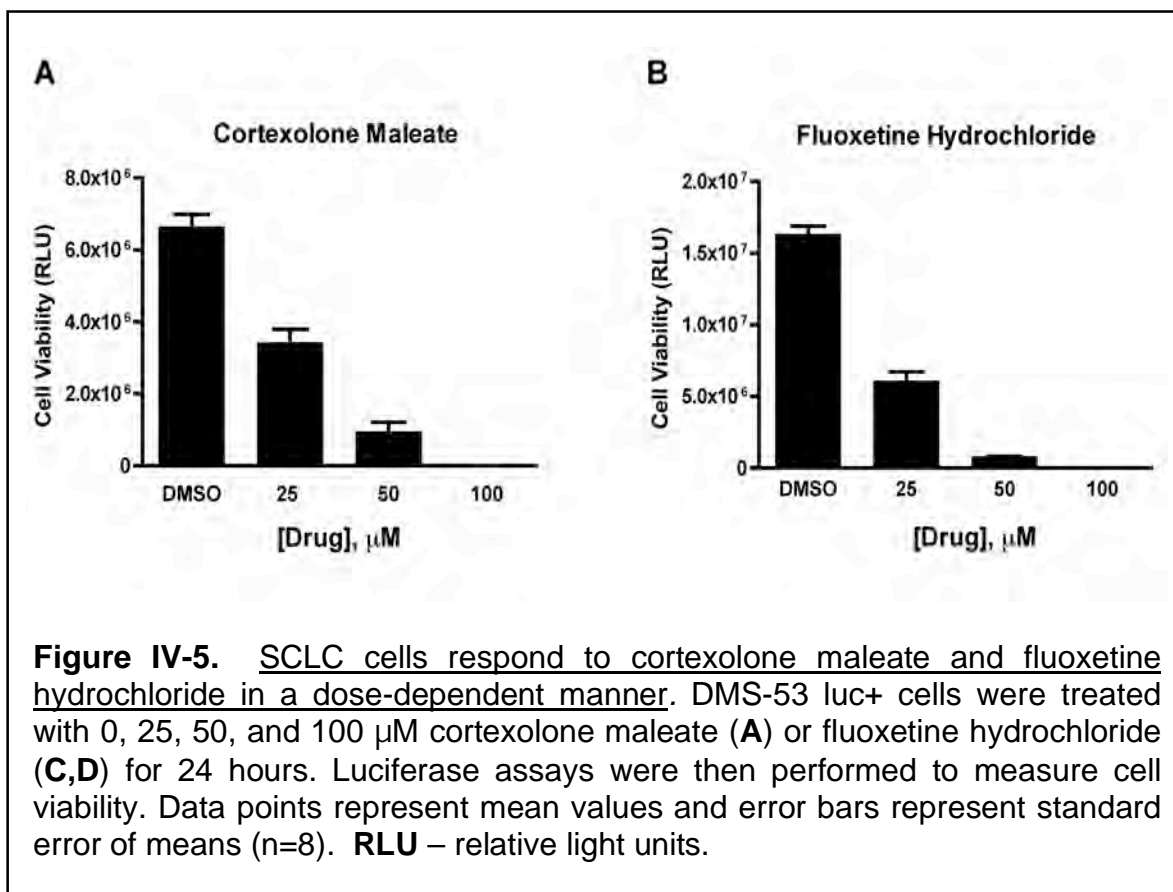 A
Cortexolone Maleate
Cell Viability (RLU)
8.0x10⁶
6.0x10⁶
4.0x10⁶
2.0x10⁶
0
DMSO 25 50 100
[Drug], µM
B
Fluoxetine Hydrochloride
Cell Viability (RLU)
2.0x10⁷
1.5x10⁷
1.0x10⁷
5.0x10⁶
0
DMSO 25 50 100
[Drug], µM
Figure IV-5. SCLC cells respond to cortexolone maleate and fluoxetine
hydrochloride in a dose-dependent manner. DMS-53 luc+ cells were treated
with 0, 25, 50, and 100 µM cortexolone maleate (A) or fluoxetine hydrochloride
(C,D) for 24 hours. Luciferase assays were then performed to measure cell
viability. Data points represent mean values and error bars represent standard
error of means (n=8). RLU – relative light units.